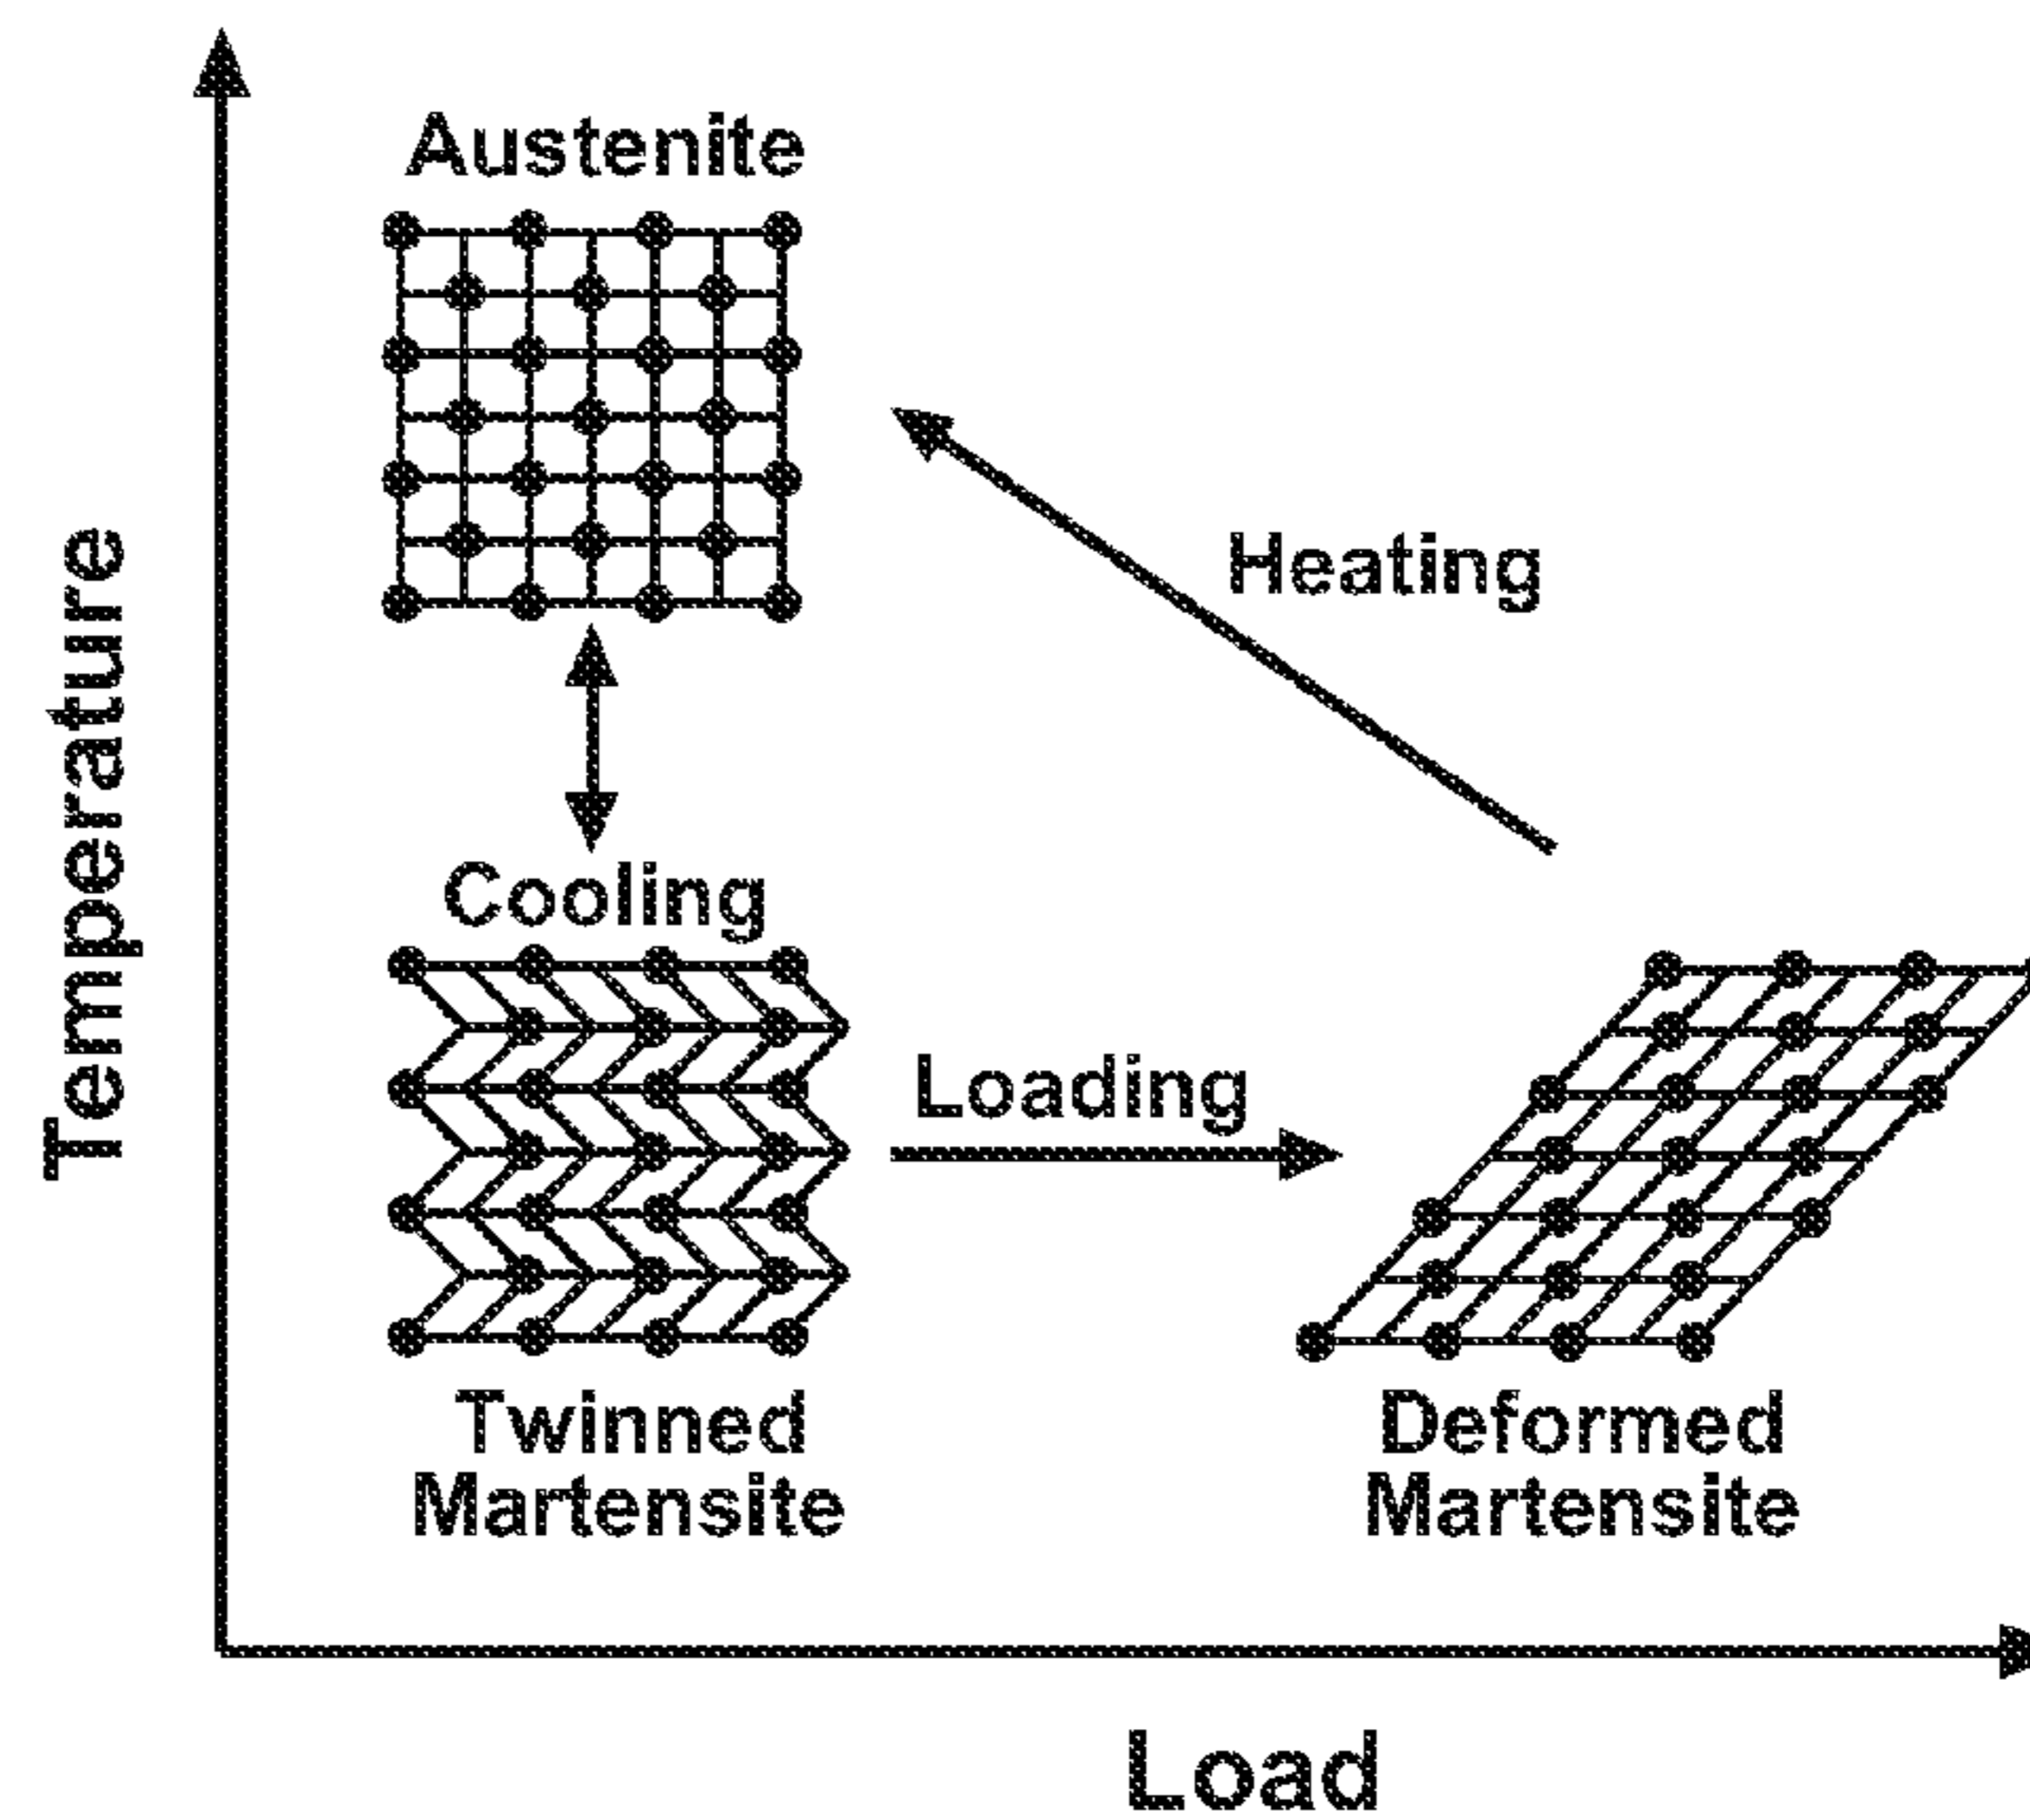 Austenite
Temperature
Heating
Cooling
Loading
Twinned
Martensite
Deformed
Martensite
Load